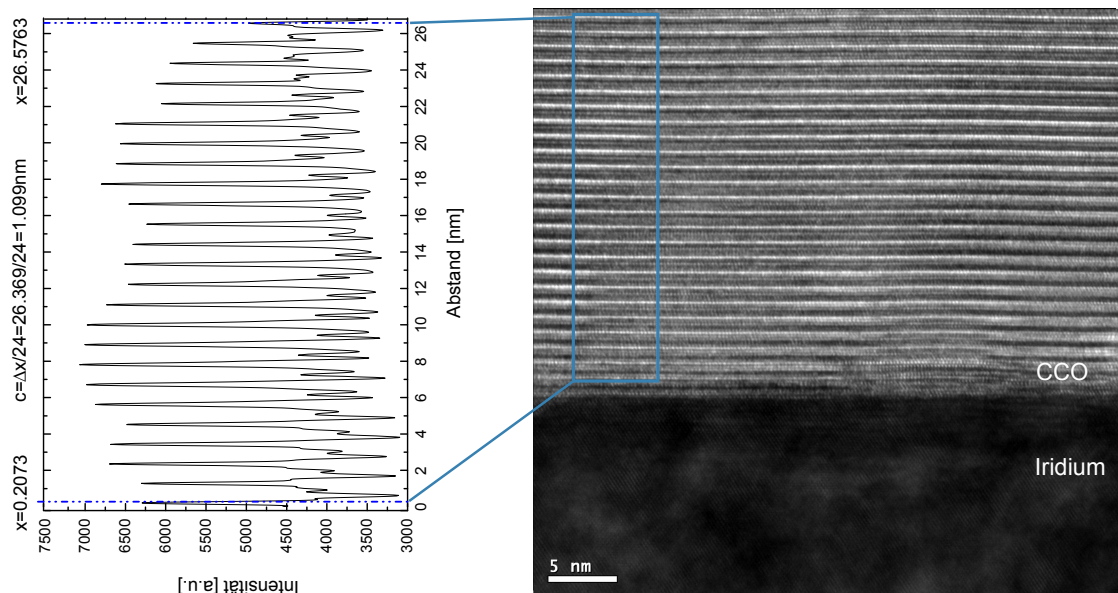 x=0.2073 c=Δx/24=26.369/24=1.099nm x=26.5763
0 2 4 6 8 10 12 14 16 18 20 22 24 26
Abstand [nm]
7500 7000 6500 6000 5500 5000 4500 4000 3500 3000
Intensität [a.u.]
CCO
Iridium
5 nm